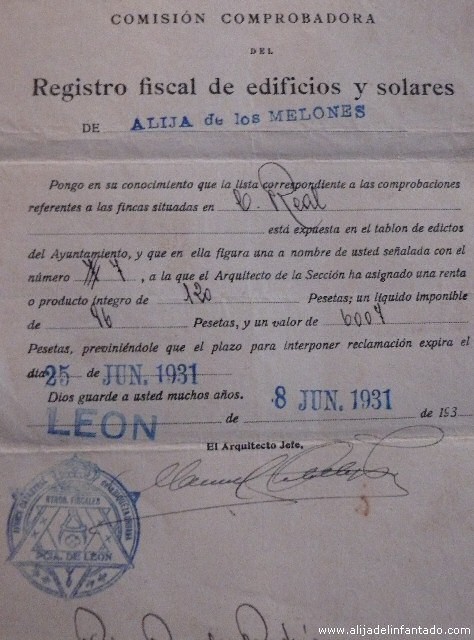 COMISIÓN COMPROBADORA
DEL
Registro fiscal de edificios y solares
DE ALIJA de los MELONES
Pongo en su conocimiento que la lista correspondiente a las comprobaciones
referentes a las fincas situadas en C. Real
está expuesta en el tablon de edictos
del Ayuntamiento, y que en ella figura una a nombre de usted señalada con el
número 7, a la que el Arquitecto de la Sección ha asignado una renta
o producto íntegro de 120 Pesetas; un líquido imponible
de 96 Pesetas, y un valor de 6007
Pesetas, previniéndole que el plazo para interponer reclamación expira el
día 25 de JUN. 1931
Dios guarde a usted muchos años.
LEON 8 de JUN. 1931 de 193
El Arquitecto Jefe,
PCIA. DE LEON
www.alijadelinfantado.com